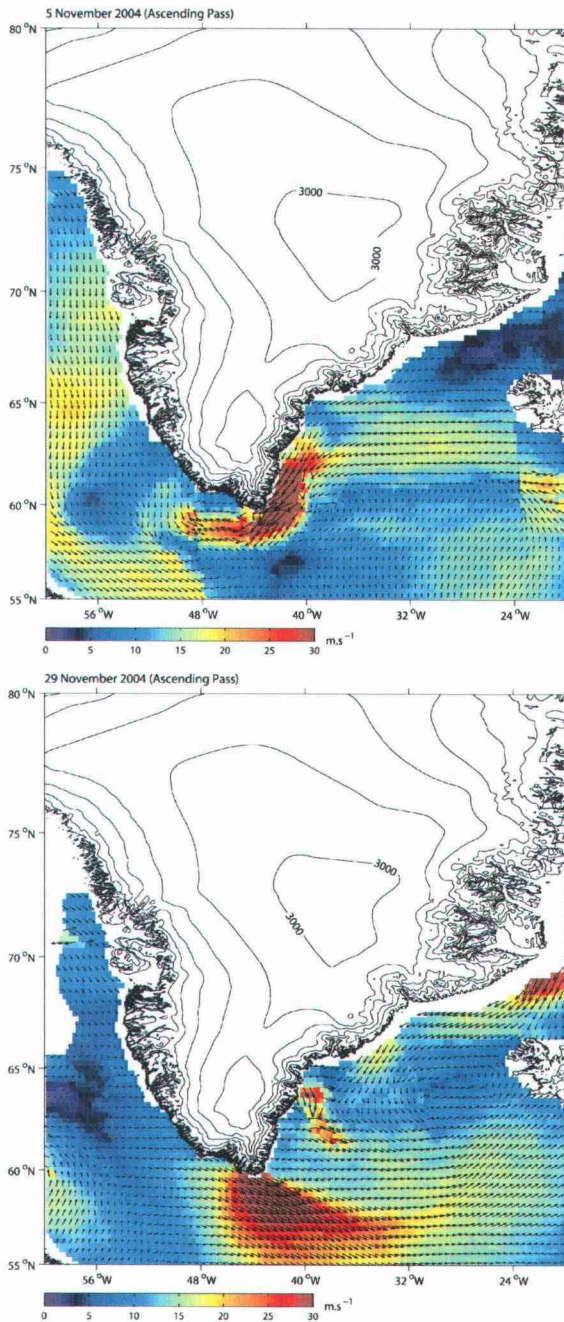 5 November 2004 (Ascending Pass)
80 °N
75 °N
3000
3000
70 °N
65 °N
60 °N
55 °N
56 °W 48 °W 40 °W 32 °W 24 °W
0 5 10 15 20 25 30 m.s⁻¹
29 November 2004 (Ascending Pass)
80 °N
75 °N
3000
3000
70 °N
65 °N
60 °N
55 °N
56 °W 48 °W 40 °W 32 °W 24 °W
0 5 10 15 20 25 30 m.s⁻¹